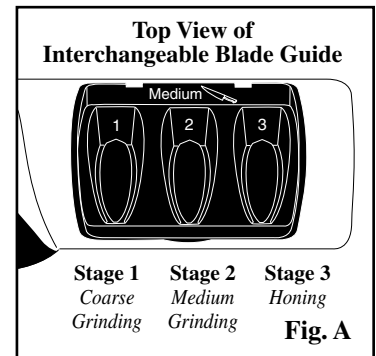 Top View of
Interchangeable Blade Guide
Medium
1 2 3
Stage 1 Stage 2 Stage 3
Coarse Medium Honing
Grinding Grinding
Fig. A